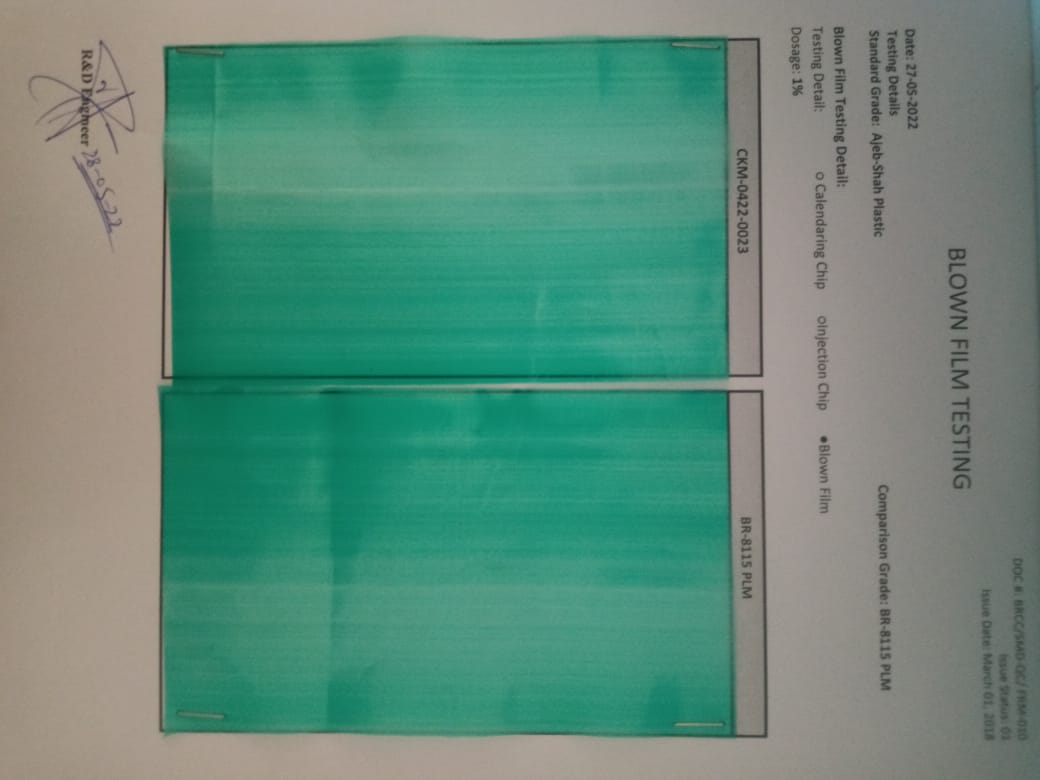 DOC #: BRCC/SMD-QC/ FRM-010
Issue Status: 01
Issue Date: March 01, 2018
BLOWN FILM TESTING
Date: 27-05-2022
Testing Details
Standard Grade: Ajeb-Shah Plastic Comparison Grade: BR-8115 PLM
Blown Film Testing Detail:
Testing Detail: ○ Calendaring Chip ○Injection Chip ●Blown Film
Dosage: 1%
CKM-0422-0023 BR-8115 PLM
R&D Engineer 28-05-22